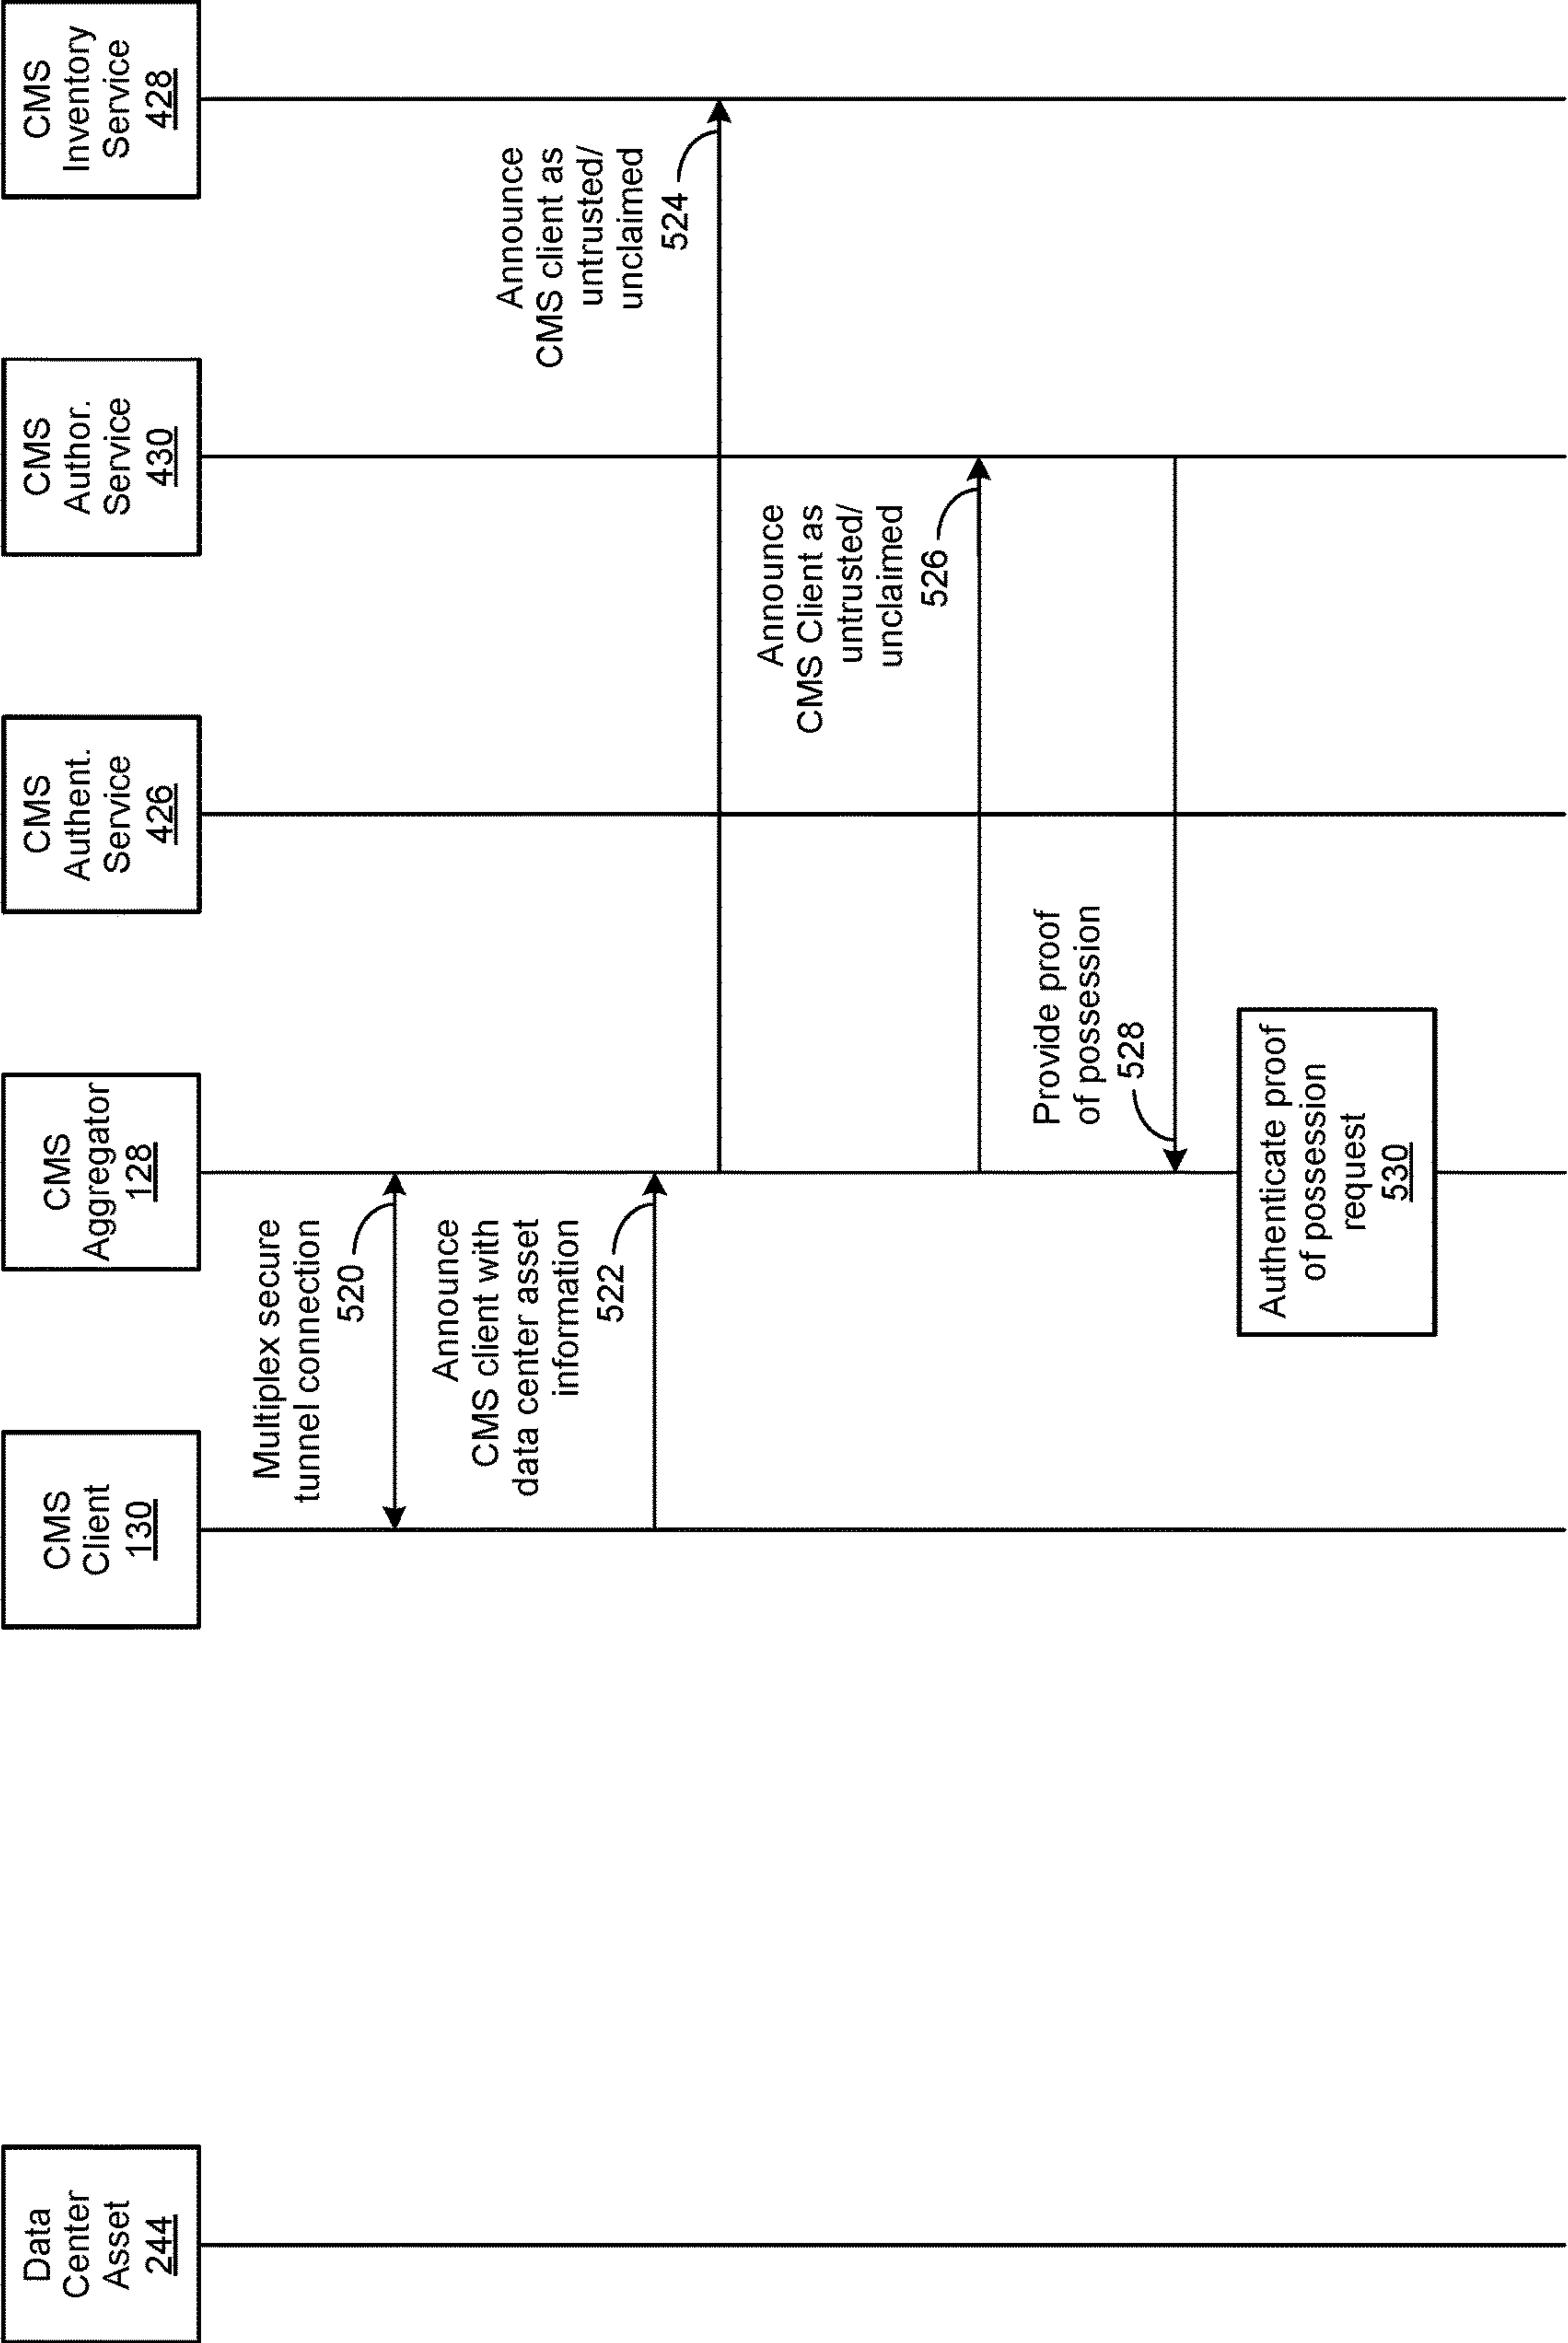 Data
Center
Asset
244
CMS
Client
130
CMS
Aggregator
128
CMS
Authent.
Service
426
CMS
Author.
Service
430
CMS
Inventory
Service
428
Multiplex secure
tunnel connection
520
Announce
CMS client with
data center asset
information
522
Announce
CMS client as
untrusted/
unclaimed
524
Announce
CMS Client as
untrusted/
unclaimed
526
Provide proof
of possession
528
Authenticate proof
of possession
request
530